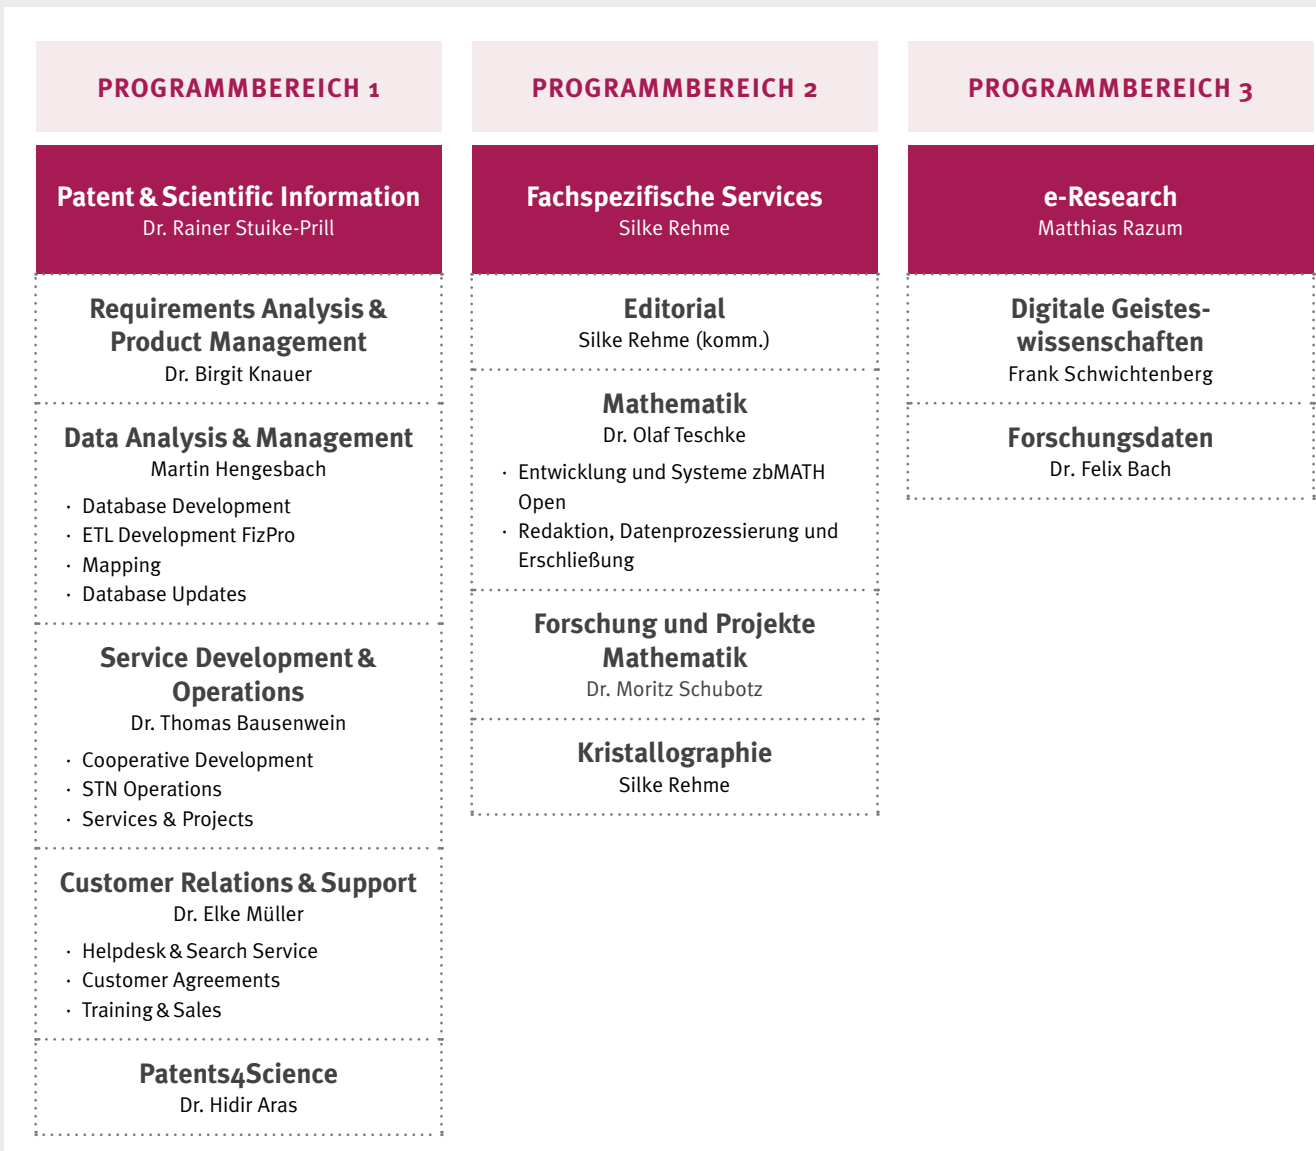 PROGRAMMBEREICH 1
Patent & Scientific Information
Dr. Rainer Stuike-Prill
Requirements Analysis &
Product Management
Dr. Birgit Knauer
Data Analysis & Management
Martin Hengesbach
· Database Development
· ETL Development FizPro
· Mapping
· Database Updates
Service Development &
Operations
Dr. Thomas Bausenwein
· Cooperative Development
· STN Operations
· Services & Projects
Customer Relations & Support
Dr. Elke Müller
· Helpdesk & Search Service
· Customer Agreements
· Training & Sales
Patents4Science
Dr. Hidir Aras
PROGRAMMBEREICH 2
Fachspezifische Services
Silke Rehme
Editorial
Silke Rehme (komm.)
Mathematik
Dr. Olaf Teschke
· Entwicklung und Systeme zbMATH
Open
· Redaktion, Datenprozessierung und
Erschließung
Forschung und Projekte
Mathematik
Dr. Moritz Schubotz
Kristallographie
Silke Rehme
PROGRAMMBEREICH 3
e-Research
Matthias Razum
Digitale Geistes-
wissenschaften
Frank Schwichtenberg
Forschungsdaten
Dr. Felix Bach